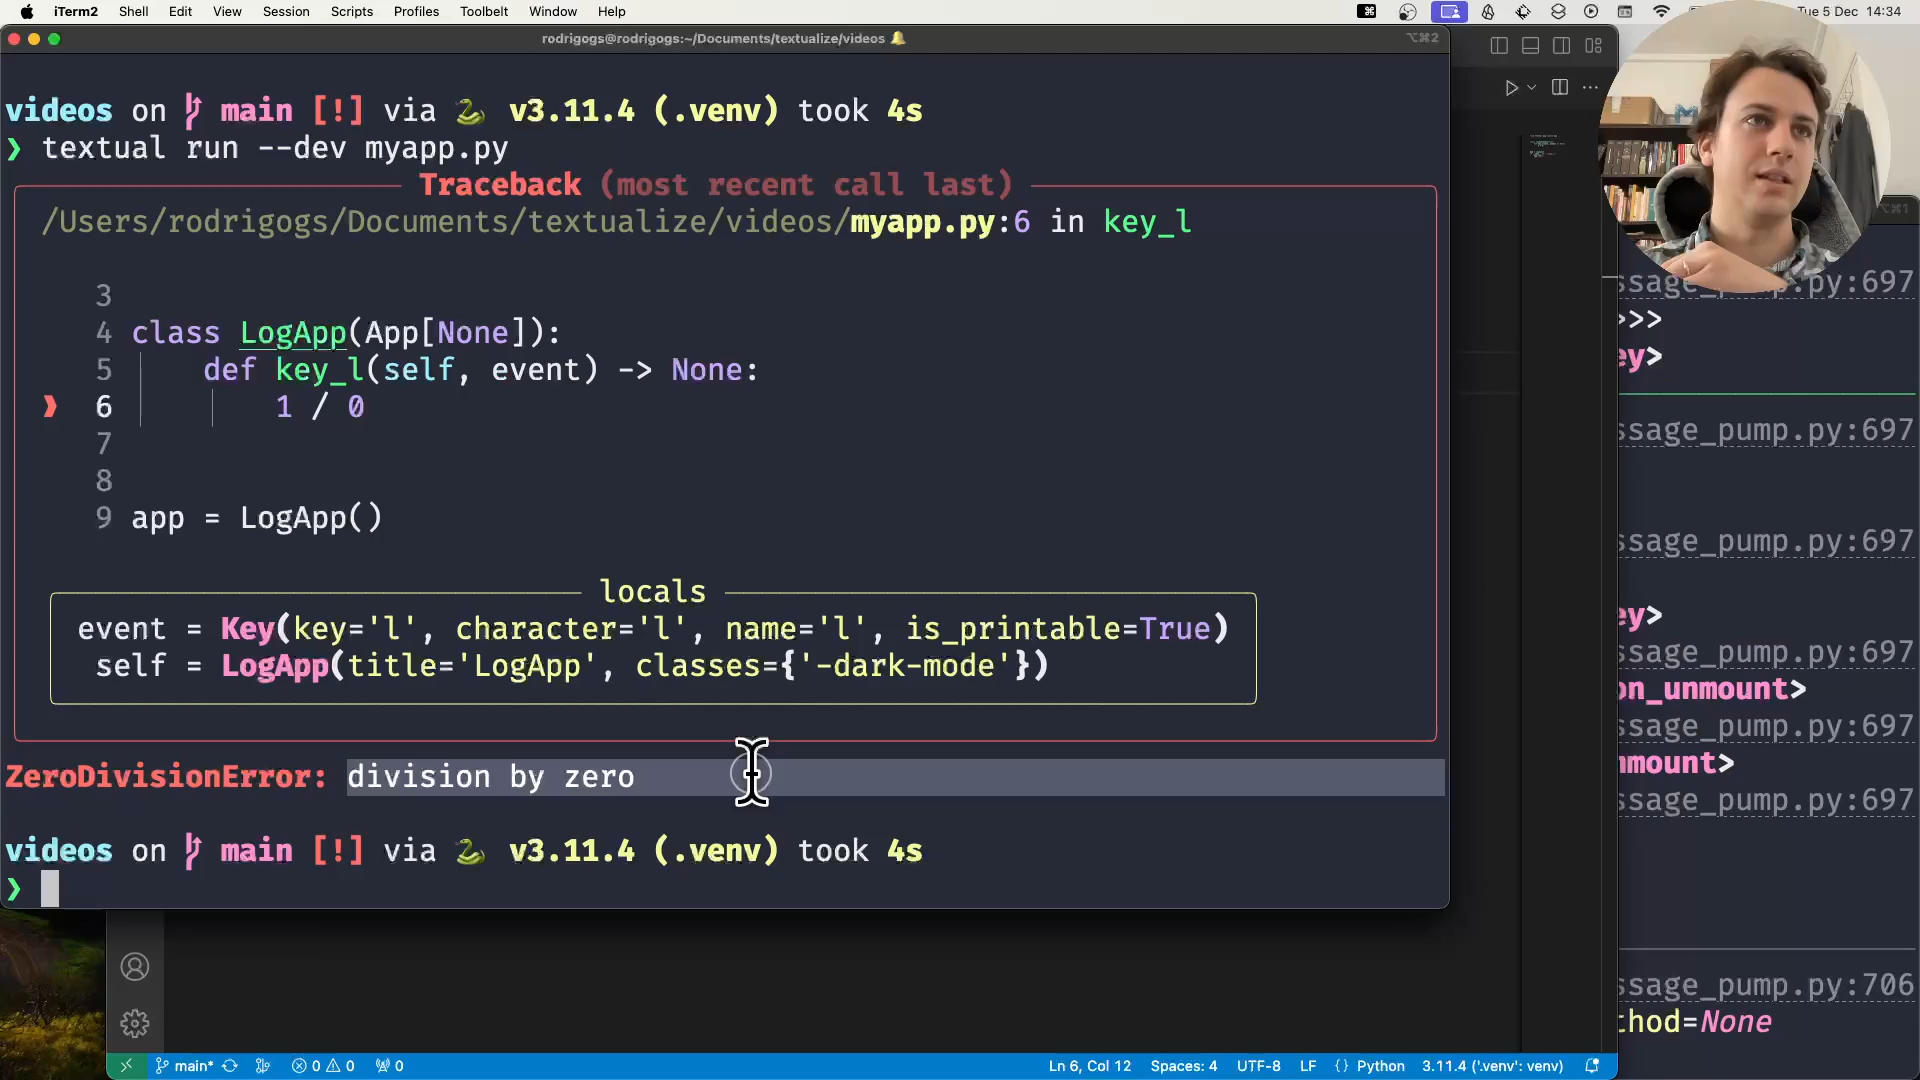 iTerm2 Shell Edit View Session Scripts Profiles Toolbelt Window Help
Tue 5 Dec 14:34
rodrigogs@rodrigogs:~/Documents/textualize/videos 🔔
⌥⌘2
videos on main [!] via 🐍 v3.11.4 (.venv) took 4s
❯ textual run --dev myapp.py
Traceback (most recent call last)
/Users/rodrigogs/Documents/textualize/videos/myapp.py:6 in key_l
3
4 class LogApp(App[None]):
5 def key_l(self, event) -> None:
❱ 6 1 / 0
7
8
9 app = LogApp()
locals
event = Key(key='l', character='l', name='l', is_printable=True)
self = LogApp(title='LogApp', classes={'-dark-mode'})
ZeroDivisionError: division by zero
videos on main [!] via 🐍 v3.11.4 (.venv) took 4s
❯
⌥⌘1
ssage_pump.py:697
>>>
ey>
ssage_pump.py:697
ssage_pump.py:697
ey>
ssage_pump.py:697
on_unmount>
ssage_pump.py:697
nmount>
ssage_pump.py:697
ssage_pump.py:706
thod=None
main* 0 0 0 Ln 6, Col 12 Spaces: 4 UTF-8 LF {} Python 3.11.4 ('.venv': venv)